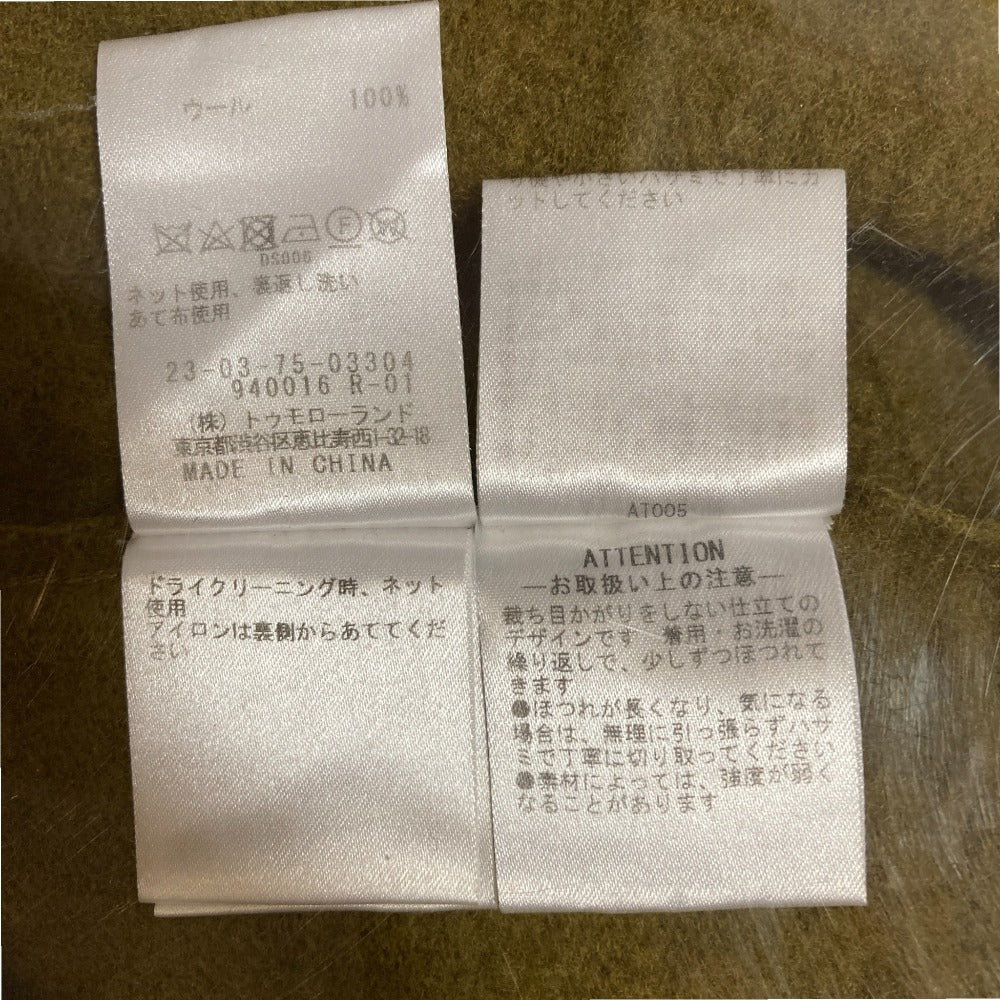 ウール 100%
DS006
ネット使用、裏返し洗い
あて布使用
23-03-75-03304
940016 R-01
(株) トゥモローランド
東京都渋谷区恵比寿西1-32-18
MADE IN CHINA
ドライクリーニング時、ネット
使用
アイロンは裏側からあててくだ
さい
丁寧にカ
ットしてください
AT005
ATTENTION
―お取扱い上の注意―
裁ち目かがりをしない仕立ての
デザインです 着用・お洗濯の
繰り返しで、少しずつほつれて
きます
●ほつれが長くなり、気になる
場合は、無理に引っ張らずハサ
ミで丁寧に切り取ってください
●素材によっては、強度が弱く
なることがあります